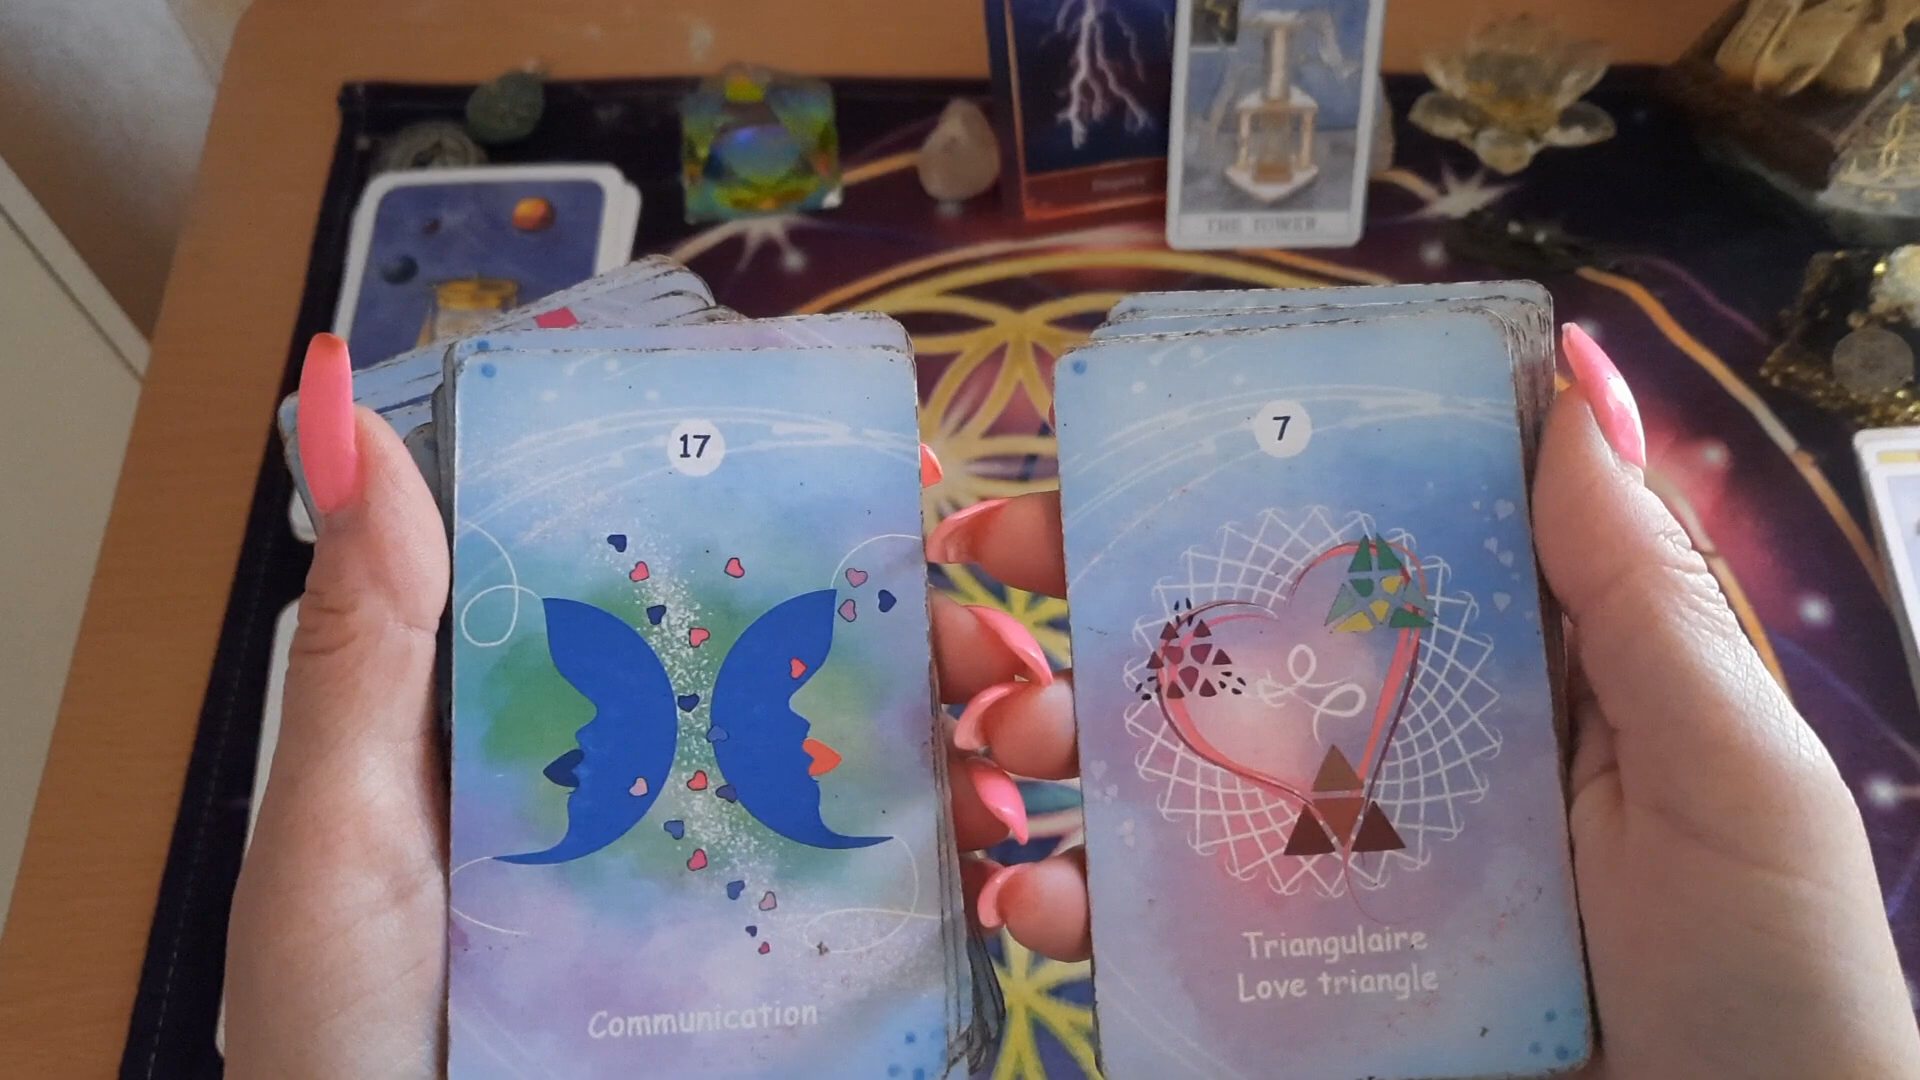 THE TOWER
17
7
Communication
Triangulaire
Love triangle